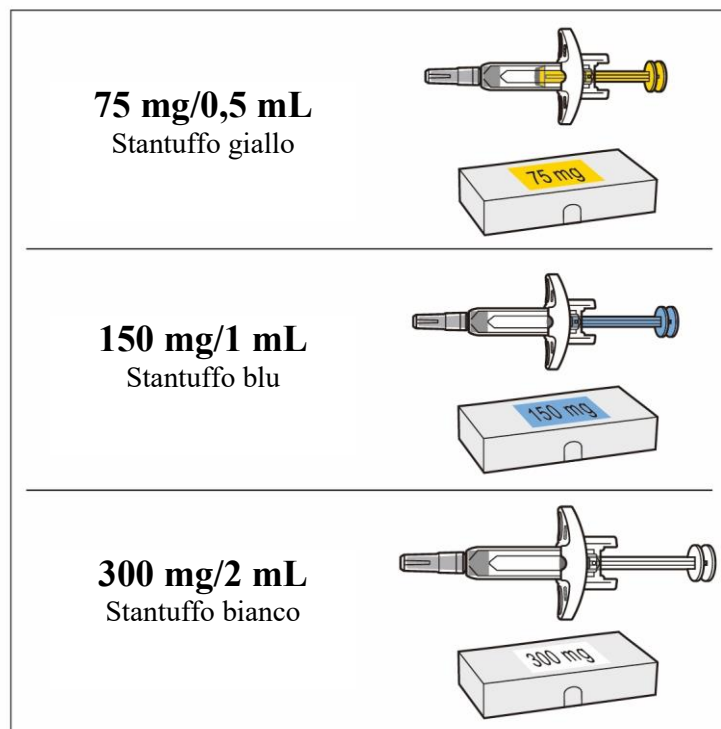 75 mg/0,5 mL
Stantuffo giallo
75 mg
150 mg/1 mL
Stantuffo blu
150 mg
300 mg/2 mL
Stantuffo bianco
300 mg